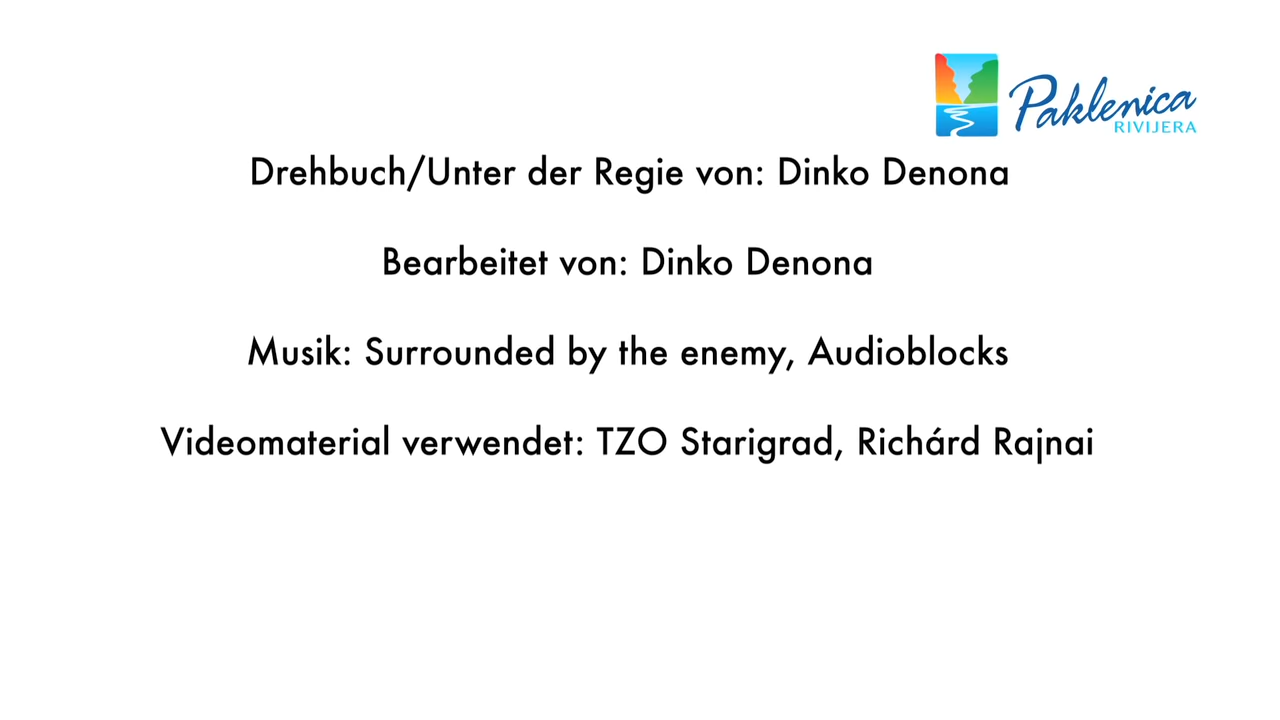 Paklenica
RIVIJERA
Drehbuch/Unter der Regie von: Dinko Denona
Bearbeitet von: Dinko Denona
Musik: Surrounded by the enemy, Audioblocks
Videomaterial verwendet: TZO Starigrad, Richárd Rajnai